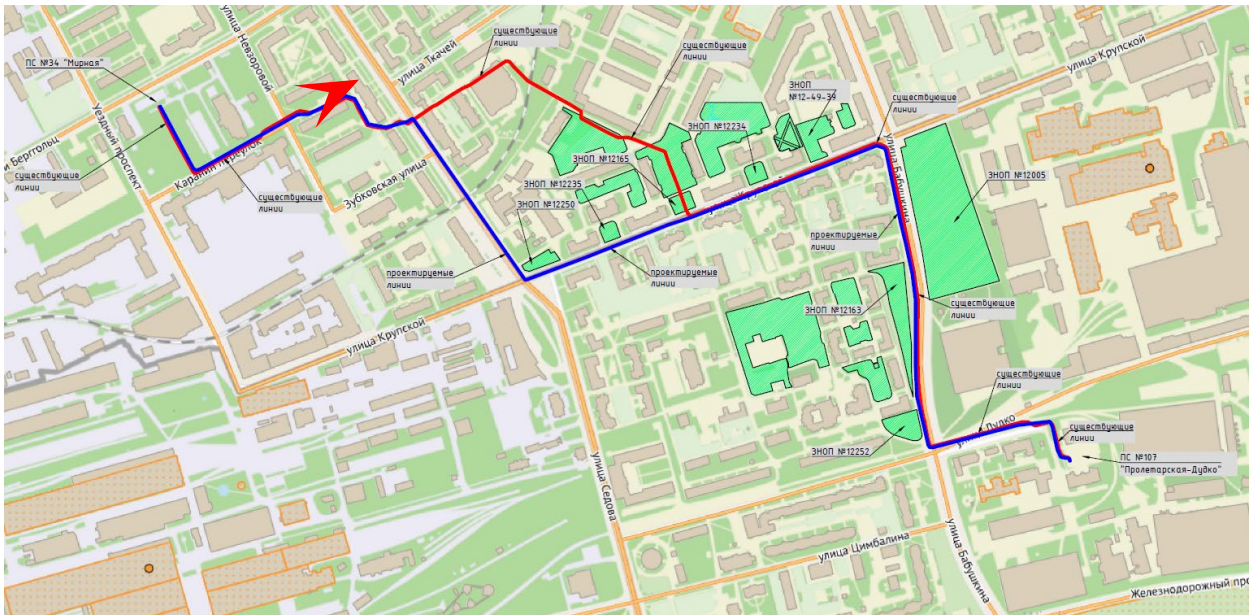 улица Невзоровой
улица Ткачей
существующие
линии
существующие
линии
улица Крупской
ПС №34 "Мирная"
ЗНОП
№12-49-39
существующие
линии
ЗНОП №12234
Уездный проспект
Берггольц
существующие
линии
переулок
существующие
линии
Зубковская улица
ЗНОП №12165
ЗНОП №12235
ЗНОП №12250
улица Бабушкина
ЗНОП №12005
проектируемые
линии
проектируемые
линии
проектируемые
линии
ЗНОП №12163
существующие
линии
улица Крупской
существующие
линии
Дудко
существующие
линии
ЗНОП №12252
ПС №107
"Пролетарская-Дудко"
улица Седова
улица Цимбалина
улица Бабушкина
Железнодорожный про